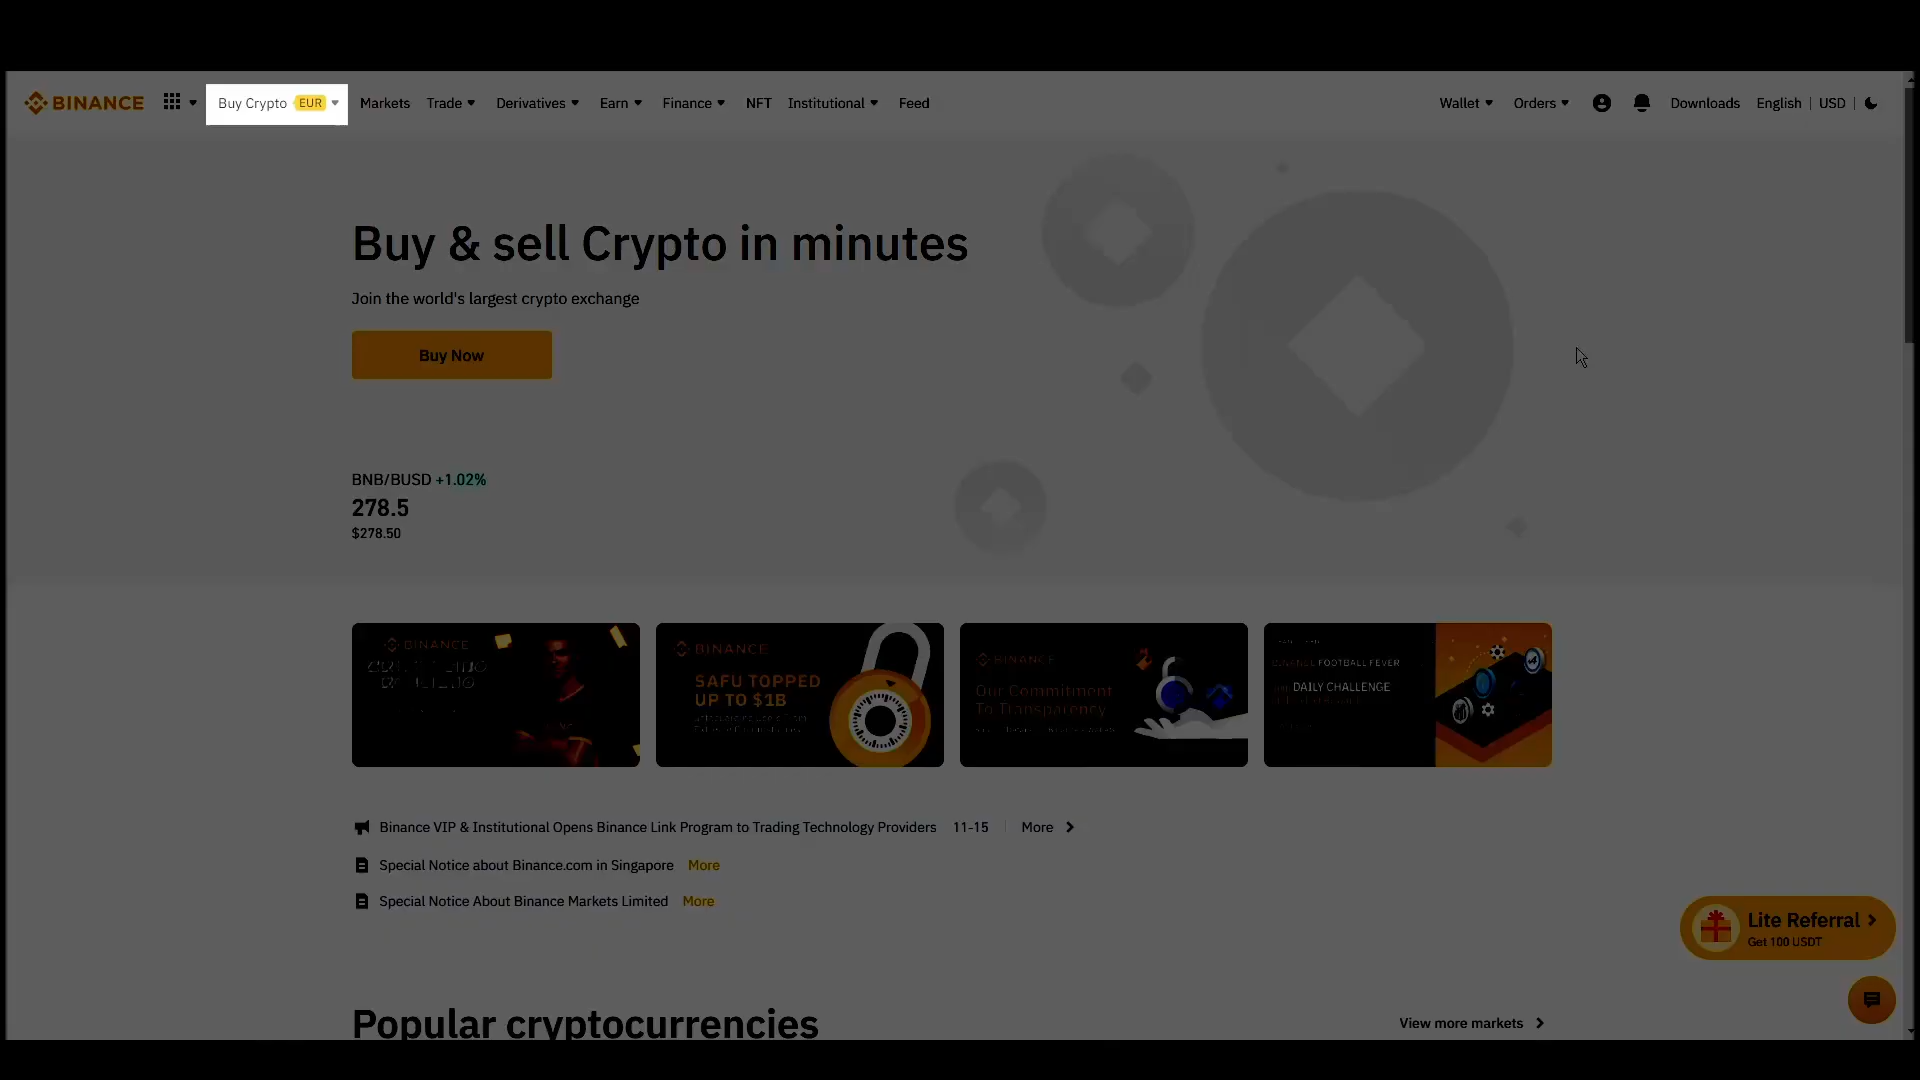 BINANCE
Buy Crypto EUR
Markets
Trade
Derivatives
Earn
Finance
NFT
Institutional
Feed
Wallet
Orders
Downloads
English | USD
Buy & sell Crypto in minutes
Join the world's largest crypto exchange
Buy Now
BNB/BUSD +1.02%
278.5
$278.50
BINANCE
BINANCE
SAFU TOPPED
UP TO $1B
BINANCE
Our Commitment
To Transparency
FOOTBALL FEVER
DAILY CHALLENGE
Binance VIP & Institutional Opens Binance Link Program to Trading Technology Providers 11-15 More
Special Notice about Binance.com in Singapore More
Special Notice About Binance Markets Limited More
Lite Referral
Get 100 USDT
Popular cryptocurrencies
View more markets